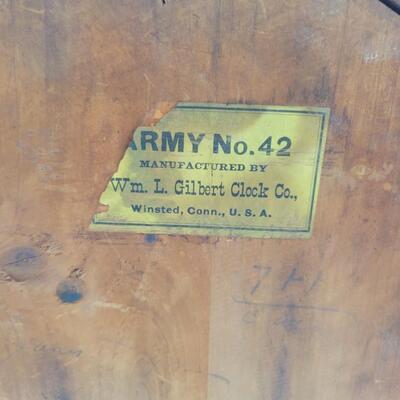 ARMY No. 42
MANUFACTURED BY
Wm. L. Gilbert Clock Co.,
Winsted, Conn., U. S. A.